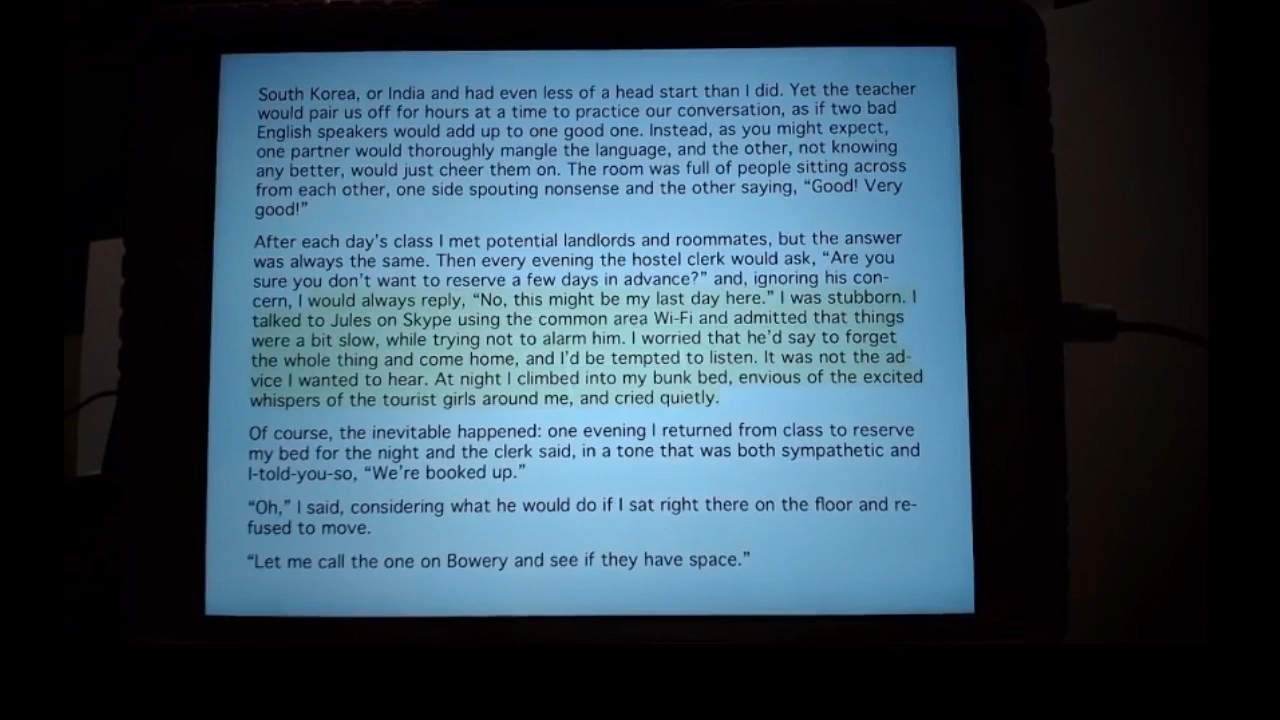 South Korea, or India and had even less of a head start than I did. Yet the teacher
would pair us off for hours at a time to practice our conversation, as if two bad
English speakers would add up to one good one. Instead, as you might expect,
one partner would thoroughly mangle the language, and the other, not knowing
any better, would just cheer them on. The room was full of people sitting across
from each other, one side spouting nonsense and the other saying, “Good! Very
good!”
After each day’s class I met potential landlords and roommates, but the answer
was always the same. Then every evening the hostel clerk would ask, “Are you
sure you don’t want to reserve a few days in advance?” and, ignoring his con-
cern, I would always reply, “No, this might be my last day here.” I was stubborn. I
talked to Jules on Skype using the common area Wi-Fi and admitted that things
were a bit slow, while trying not to alarm him. I worried that he’d say to forget
the whole thing and come home, and I’d be tempted to listen. It was not the ad-
vice I wanted to hear. At night I climbed into my bunk bed, envious of the excited
whispers of the tourist girls around me, and cried quietly.
Of course, the inevitable happened: one evening I returned from class to reserve
my bed for the night and the clerk said, in a tone that was both sympathetic and
I-told-you-so, “We’re booked up.”
“Oh,” I said, considering what he would do if I sat right there on the floor and re-
fused to move.
“Let me call the one on Bowery and see if they have space.”